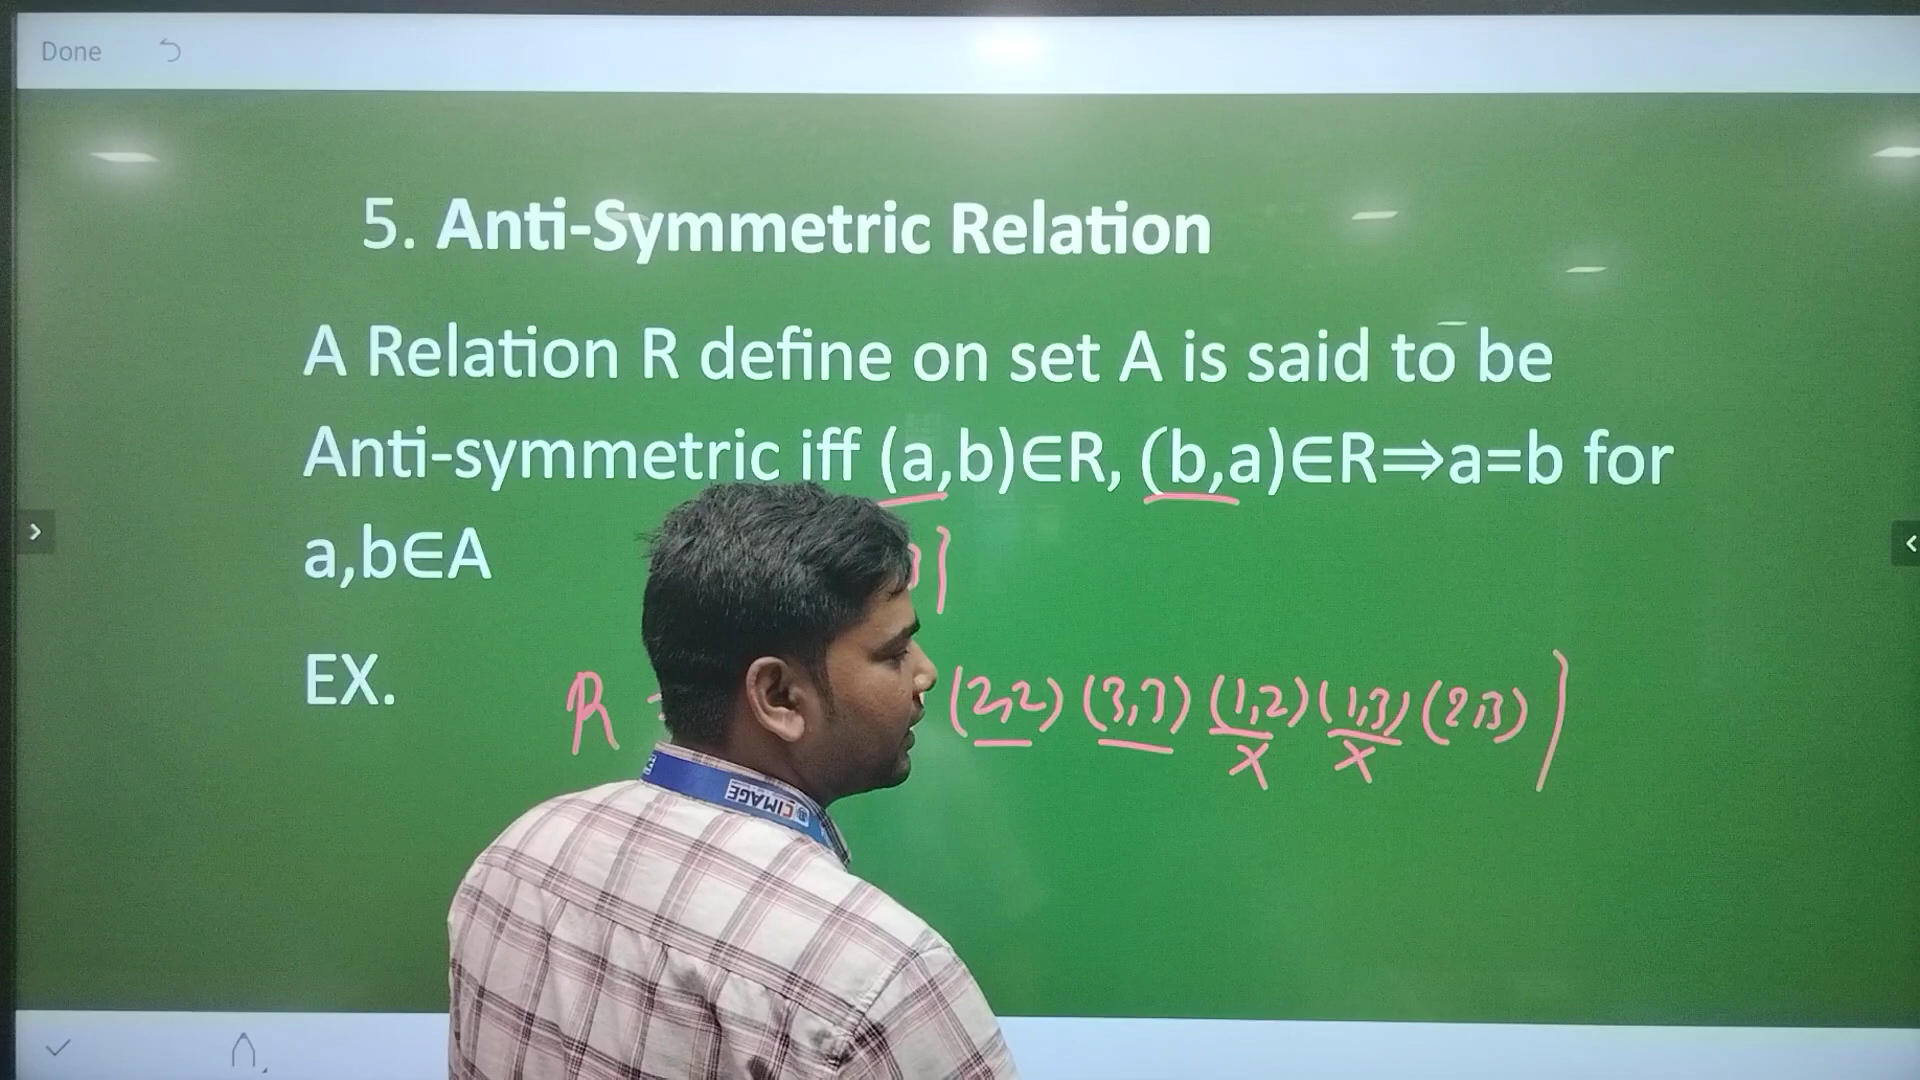 Done
5. Anti-Symmetric Relation
A Relation R define on set A is said to be
Anti-symmetric iff (a,b)∈R, (b,a)∈R⇒a=b for
a,b∈A
EX.
R (2,2) (3,3) (1,2) (1,3) (2,3) }
x x
CIMAGE